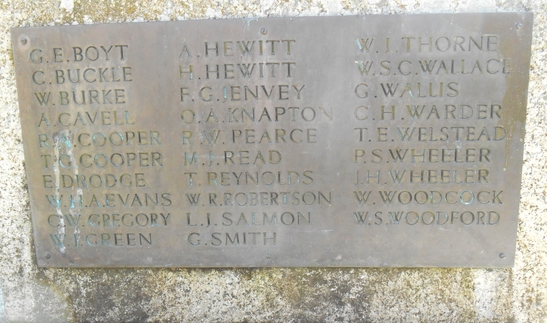 G. E. BOYT
C. BUCKLE
W. BURKE
A. CAVELL
R. W. COOPER
T. G. COOPER
E. DRODGE
W. H. A. EVANS
C. W. GREGORY
W. J. GREEN
A. HEWITT
H. HEWITT
F. G. JENVEY
O. A. KNAPTON
R. W. PEARCE
M. J. READ
T. REYNOLDS
W. R. ROBERTSON
L. J. SALMON
G. SMITH
W. J. THORNE
W. S. C. WALLACE
G. WALLIS
C. H. WARDER
T. E. WELSTEAD
P. S. WHEELER
J. H. WHEELER
W. WOODCOCK
W. S. WOODFORD